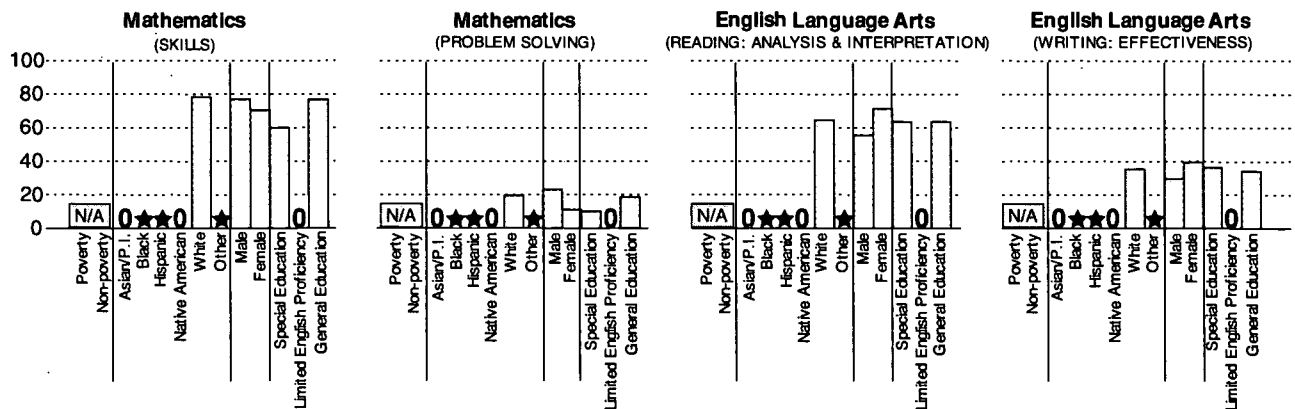 Mathematics
(SKILLS)
100
80
60
40
20
0
N/A
0 ★ ★ 0 ★ 0
Poverty
Non-poverty
Asian/P.I.
Black
Hispanic
Native American
White
Other
Male
Female
Special Education
Limited English Proficiency
General Education
Mathematics
(PROBLEM SOLVING)
N/A
0 ★ ★ 0 ★ 0
Poverty
Non-poverty
Asian/P.I.
Black
Hispanic
Native American
White
Other
Male
Female
Special Education
Limited English Proficiency
General Education
English Language Arts
(READING: ANALYSIS & INTERPRETATION)
N/A
0 ★ ★ 0 ★ 0
Poverty
Non-poverty
Asian/P.I.
Black
Hispanic
Native American
White
Other
Male
Female
Special Education
Limited English Proficiency
General Education
English Language Arts
(WRITING: EFFECTIVENESS)
N/A
0 ★ ★ 0 ★ 0
Poverty
Non-poverty
Asian/P.I.
Black
Hispanic
Native American
White
Other
Male
Female
Special Education
Limited English Proficiency
General Education